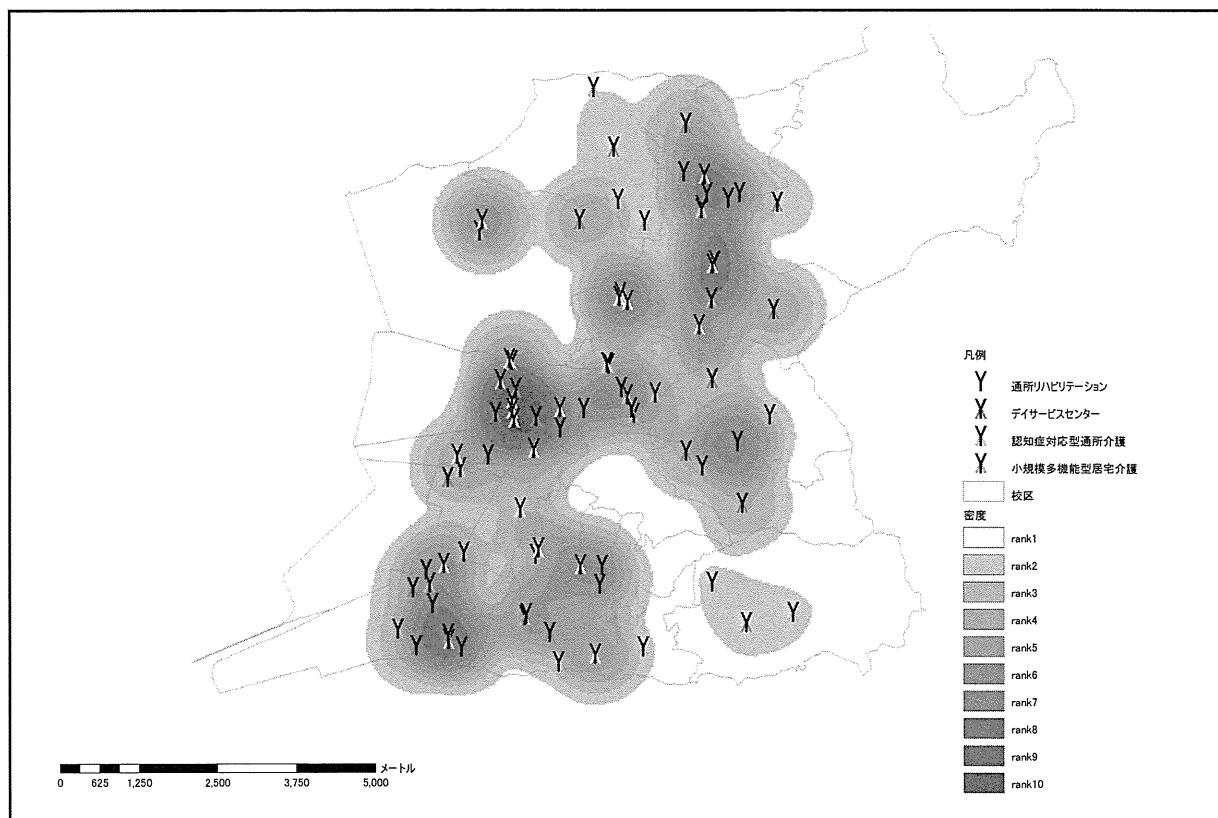 凡例
通所リハビリテーション
デイサービスセンター
認知症対応型通所介護
小規模多機能型居宅介護
校区
密度
rank1
rank2
rank3
rank4
rank5
rank6
rank7
rank8
rank9
rank10
メートル
0 625 1,250 2,500 3,750 5,000